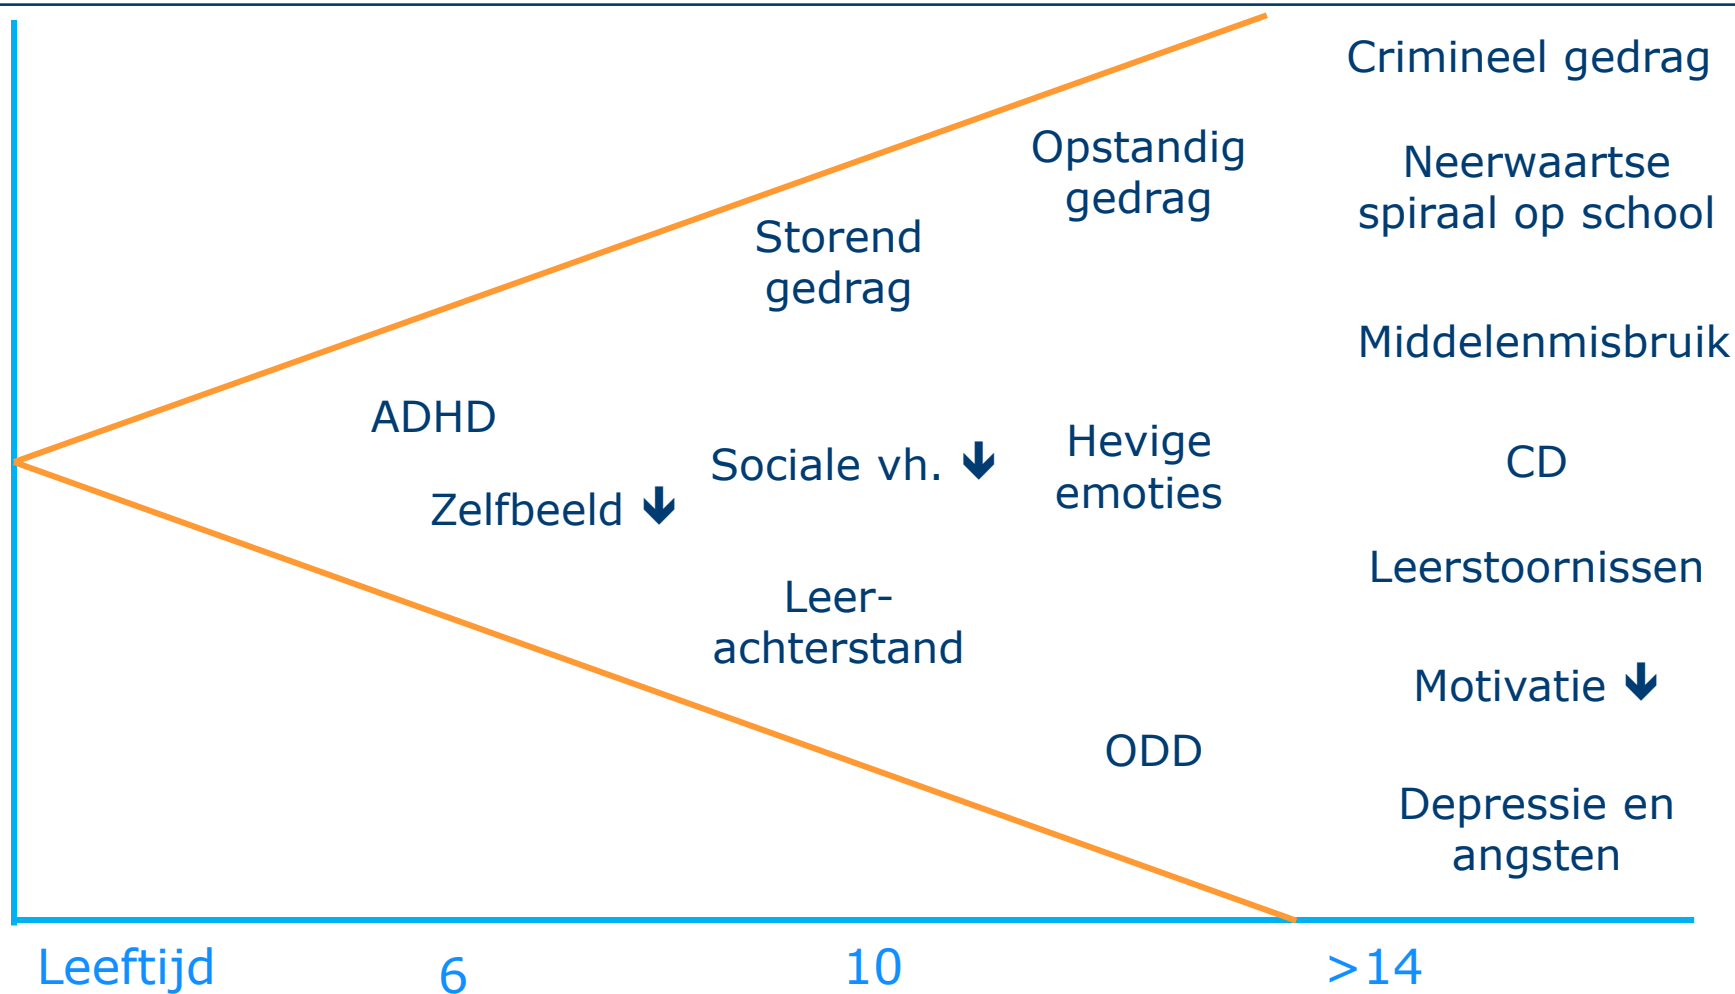 Crimineel gedrag
Opstandig
gedrag
Neerwaartse
spiraal op school
Storend
gedrag
Middelenmisbruik
ADHD
Sociale vh. 🡻
Hevige
emoties
CD
Zelfbeeld 🡻
Leerstoornissen
Leer-
achterstand
Motivatie 🡻
ODD
Depressie en
angsten
Leeftijd
6
10
>14